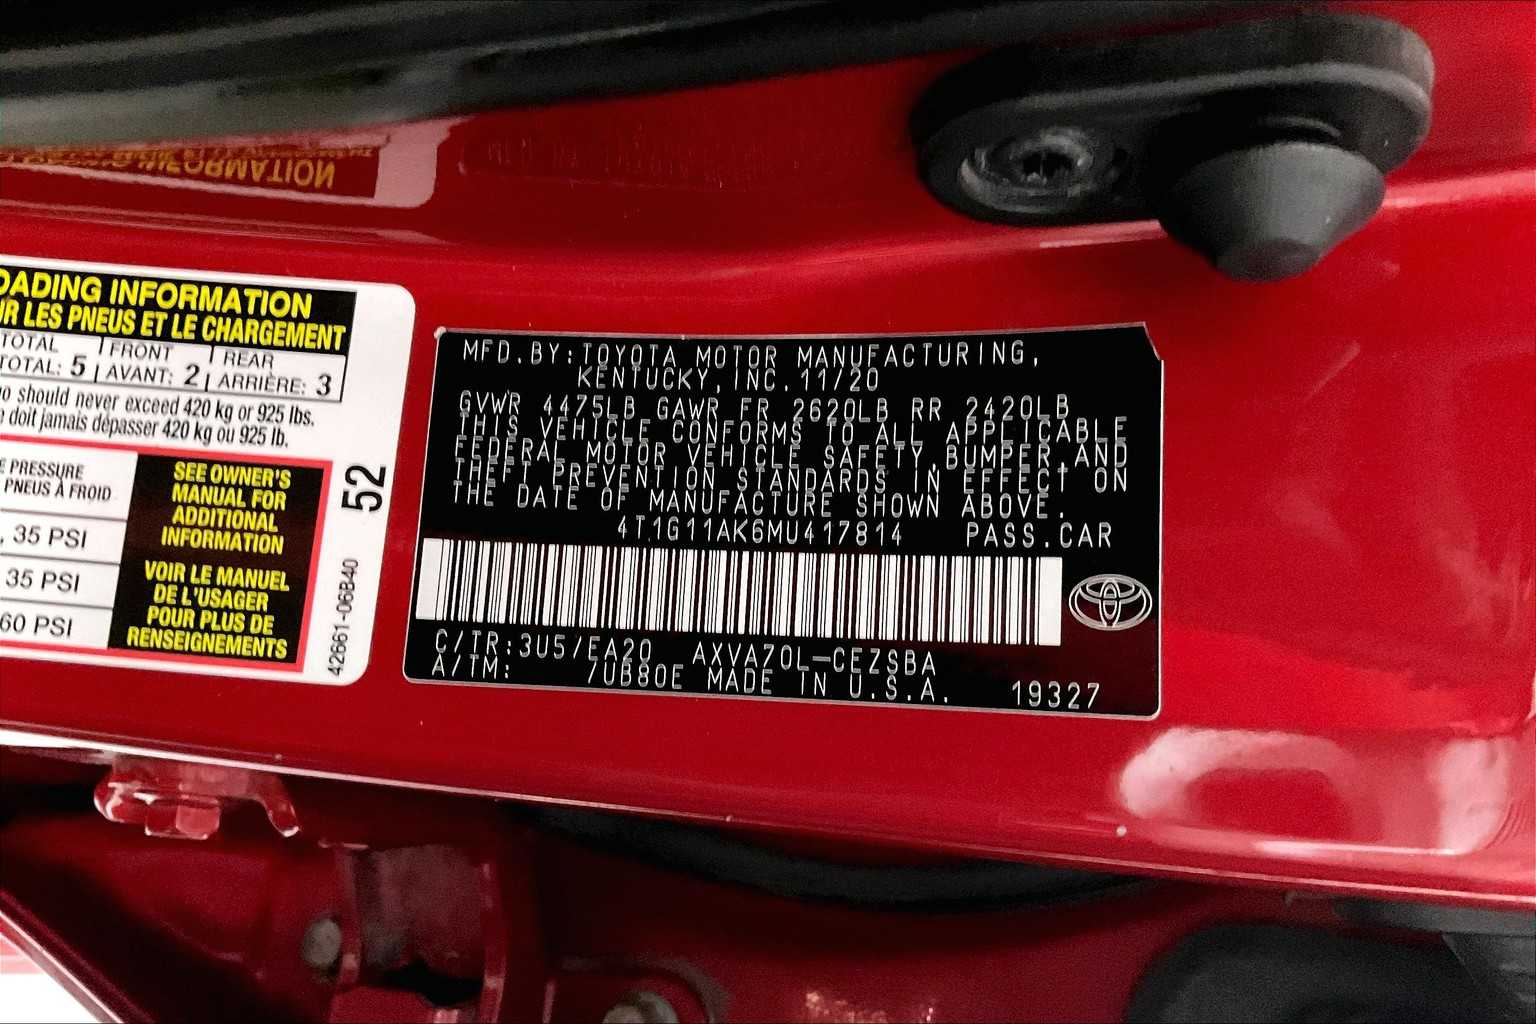 INFORMATION
OADING INFORMATION
UR LES PNEUS ET LE CHARGEMENT
TOTAL FRONT REAR
TOTAL: 5 AVANT: 2 ARRIÈRE: 3
should never exceed 420 kg or 925 lbs.
doit jamais dépasser 420 kg ou 925 lb.
PRESSURE
PNEUS À FROID
, 35 PSI
35 PSI
60 PSI
SEE OWNER'S
MANUAL FOR
ADDITIONAL
INFORMATION
VOIR LE MANUEL
DE L'USAGER
POUR PLUS DE
RENSEIGNEMENTS
52
42661-06B40
MFD.BY:TOYOTA MOTOR MANUFACTURING,
KENTUCKY,INC.11/20
GVWR 4475LB GAWR FR 2620LB RR 2420LB
THIS VEHICLE CONFORMS TO ALL APPLICABLE
FEDERAL MOTOR VEHICLE SAFETY,BUMPER,AND
THEFT PREVENTION STANDARDS IN EFFECT ON
THE DATE OF MANUFACTURE SHOWN ABOVE.
4T1G11AK6MU417814 PASS.CAR
C/TR:3U5/EA20 AXVA70L-CEZSBA
A/TM: /UB80E MADE IN U.S.A. 19327